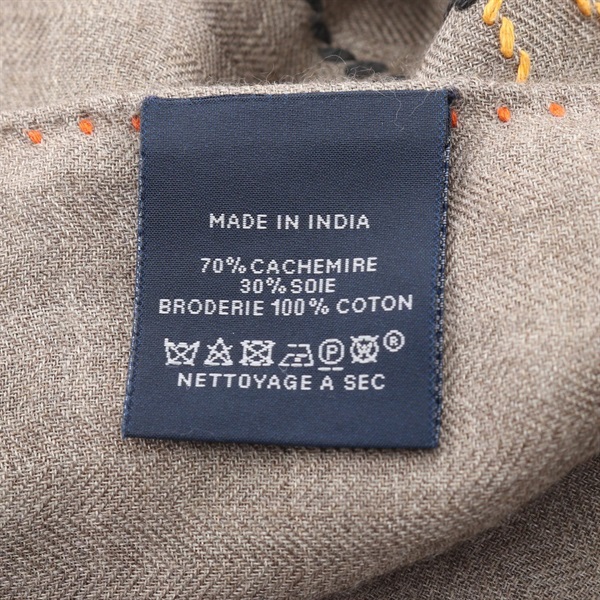 MADE IN INDIA
70% CACHEMIRE
30% SOIE
BRODERIE 100% COTON
P W ®
NETTOYAGE A SEC